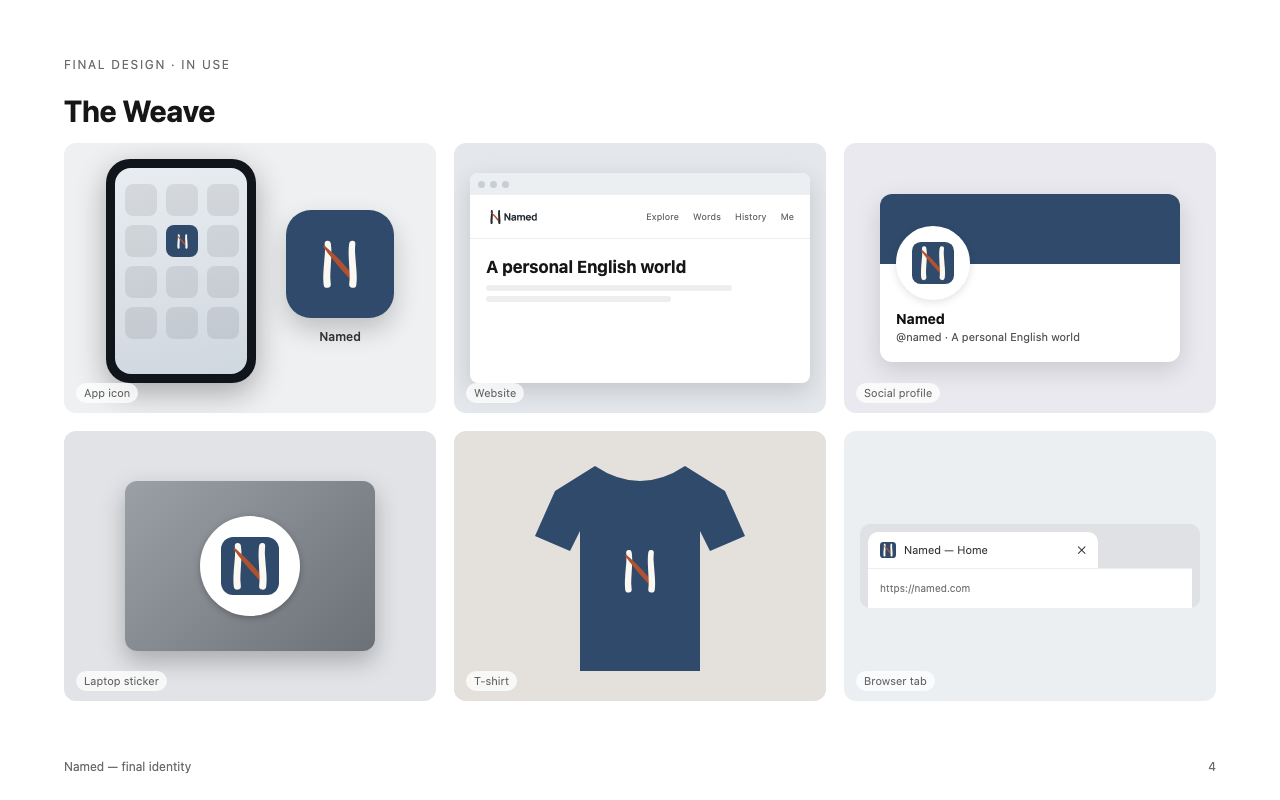 FINAL DESIGN · IN USE
The Weave
Named
App icon
Named
Explore Words History Me
A personal English world
Website
Named
@named · A personal English world
Social profile
Laptop sticker
T-shirt
Named — Home
https://named.com
Browser tab
Named — final identity
4